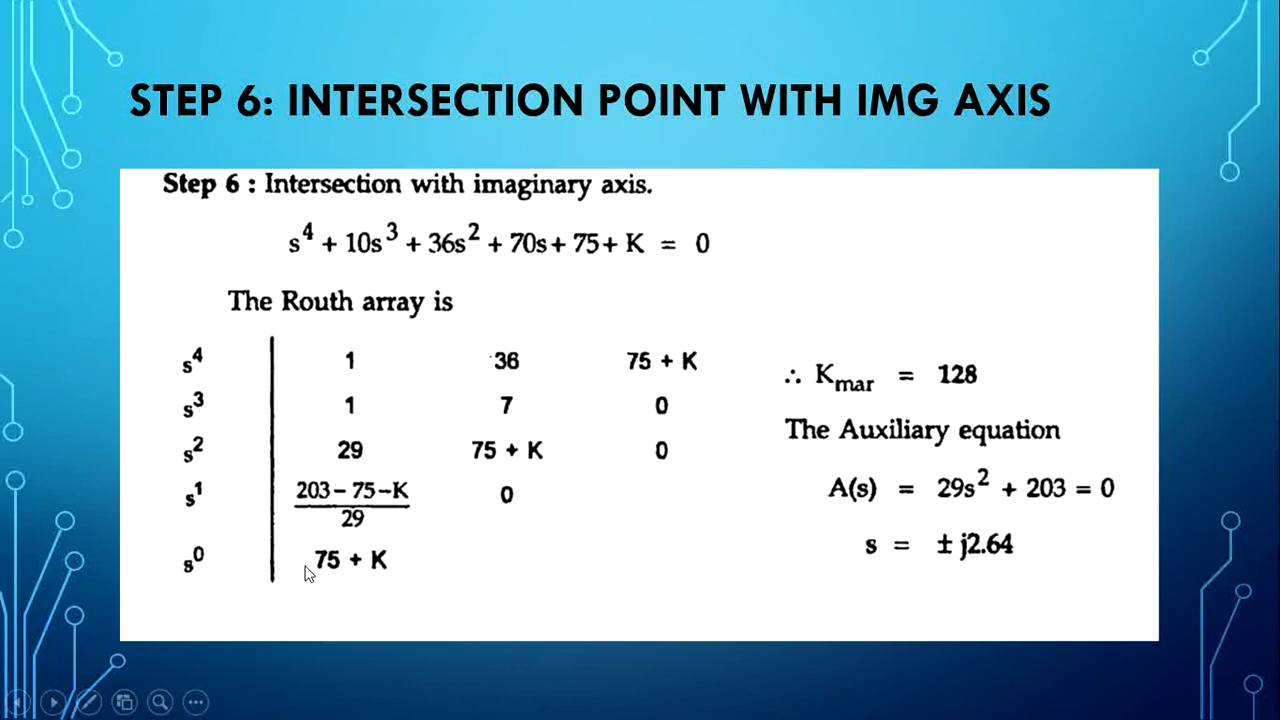 STEP 6: INTERSECTION POINT WITH IMG AXIS
Step 6 : Intersection with imaginary axis.
s⁴ + 10s³ + 36s² + 70s + 75 + K = 0
The Routh array is
s⁴ 1 36 75 + K
s³ 1 7 0
s² 29 75 + K 0
s¹ (203 – 75 – K)/29 0
s⁰ 75 + K
∴ Kmar = 128
The Auxiliary equation
A(s) = 29s² + 203 = 0
s = ± j2.64